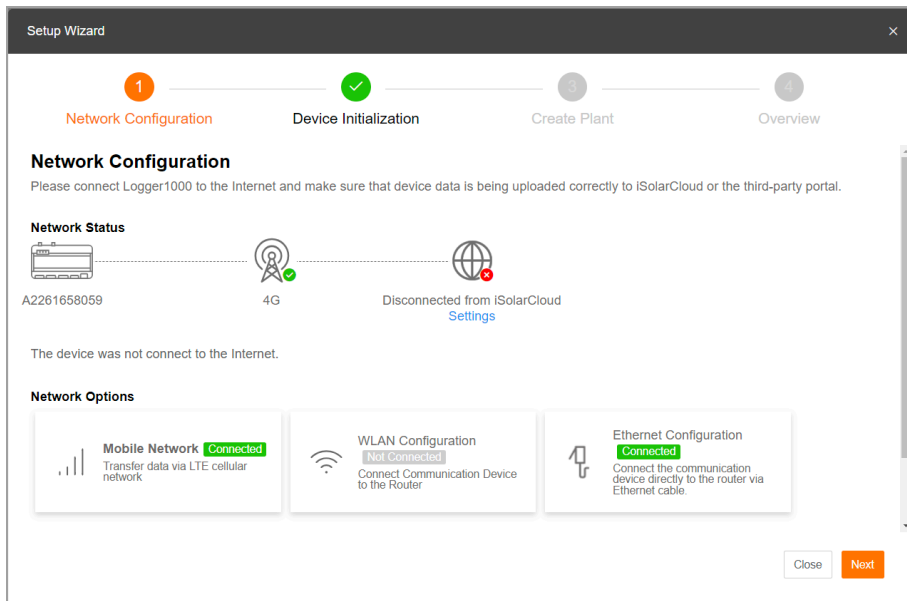 Setup Wizard
×
1
3
4
Network Configuration
Device Initialization
Create Plant
Overview
Network Configuration
Please connect Logger1000 to the Internet and make sure that device data is being uploaded correctly to iSolarCloud or the third-party portal.
Network Status
A2261658059
4G
Disconnected from iSolarCloud
Settings
The device was not connect to the Internet.
Network Options
Mobile Network Connected
Transfer data via LTE cellular
network
WLAN Configuration
Not Connected
Connect Communication Device
to the Router
Ethernet Configuration
Connected
Connect the communication
device directly to the router via
Ethernet cable.
Close
Next